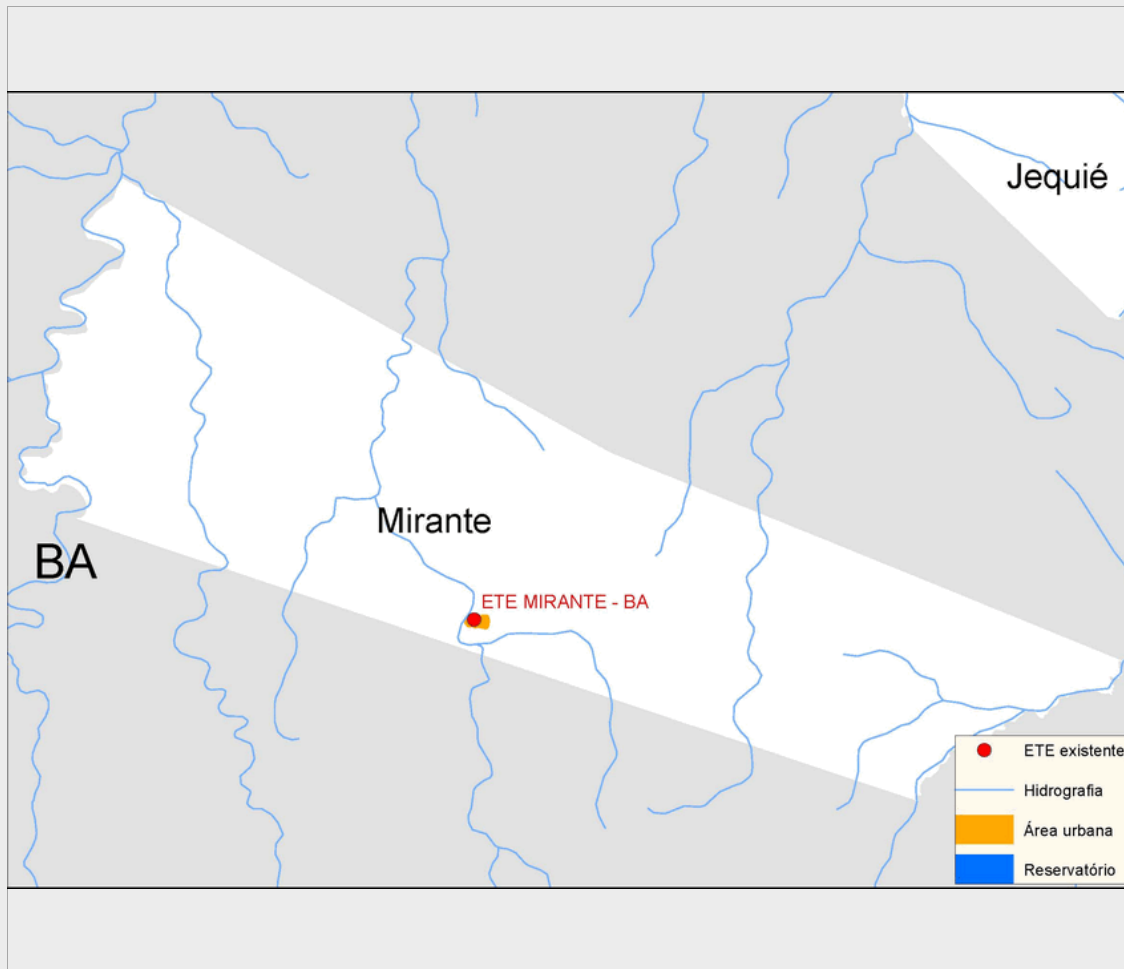 Jequié
Mirante
BA
ETE MIRANTE - BA
ETE existente
Hidrografia
Área urbana
Reservatório